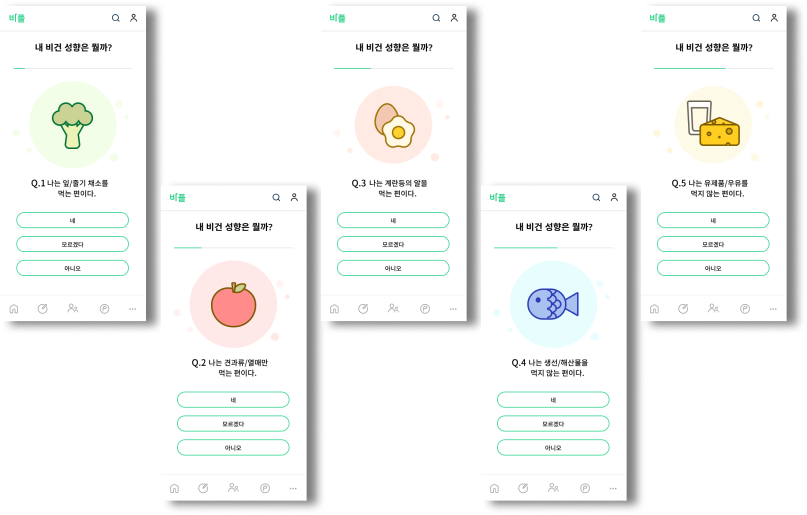 비플
내 비건 성향은 뭘까?
Q.1 나는 잎/줄기 채소를
먹는 편이다.
네
모르겠다
아니오
비플
내 비건 성향은 뭘까?
Q.2 나는 견과류/열매만
먹는 편이다.
네
모르겠다
아니오
비플
내 비건 성향은 뭘까?
Q.3 나는 계란등의 알을
먹는 편이다.
네
모르겠다
아니오
비플
내 비건 성향은 뭘까?
Q.4 나는 생선/해산물을
먹지 않는 편이다.
네
모르겠다
아니오
비플
내 비건 성향은 뭘까?
Q.5 나는 유제품/우유를
먹지 않는 편이다.
네
모르겠다
아니오